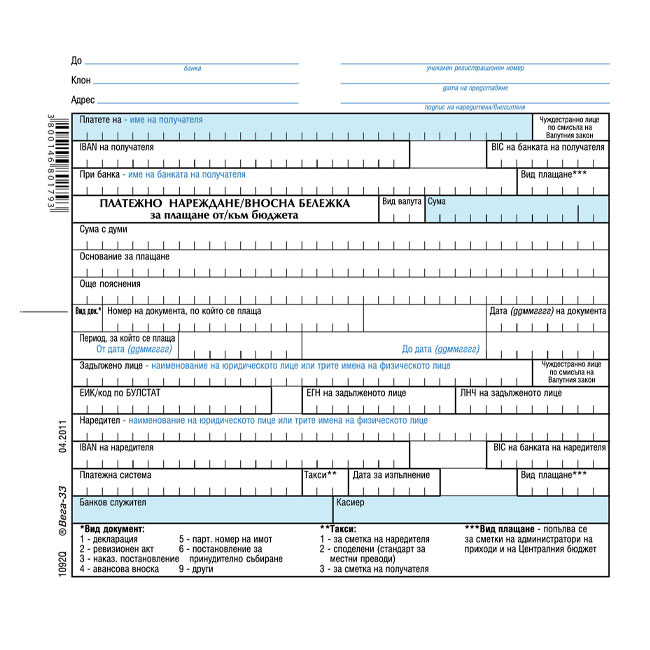 До
банка
уникален регистрационен номер
Клон
дата на представяне
Адрес
подпис на наредителя/вносителя
Платете на - име на получателя
Чуждестранно лице
по смисъла на
Валутния закон
IBAN на получателя
BIC на банката на получателя
При банка - име на банката на получателя
Вид плащане***
ПЛАТЕЖНО НАРЕЖДАНЕ/ВНОСНА БЕЛЕЖКА
за плащане от/към бюджета
Вид валута
Сума
Сума с думи
Основание за плащане
Още пояснения
Вид док.*
Номер на документа, по който се плаща
Дата (ддммгггг) на документа
Период, за който се плаща
От дата (ддммгггг)
До дата (ддммгггг)
Задължено лице - наименование на юридическото лице или трите имена на физическото лице
Чуждестранно лице
по смисъла на
Валутния закон
ЕИК/код по БУЛСТАТ
ЕГН на задълженото лице
ЛНЧ на задълженото лице
Наредител - наименование на юридическото лице или трите имена на физическото лице
IBAN на наредителя
BIC на банката на наредителя
Платежна система
Такси**
Дата за изпълнение
Вид плащане***
Банков служител
Касиер
*Вид документ:
1 - декларация
2 - ревизионен акт
3 - наказ. постановление
4 - авансова вноска
5 - парт. номер на имот
6 - постановление за
принудително събиране
9 - други
**Такси:
1 - за сметка на наредителя
2 - споделени (стандарт за
местни преводи)
3 - за сметка на получателя
***Вид плащане - попълва се
за сметки на администратори на
приходи и на Централния бюджет
3800146801793
04.2011
®Вега-33
10920